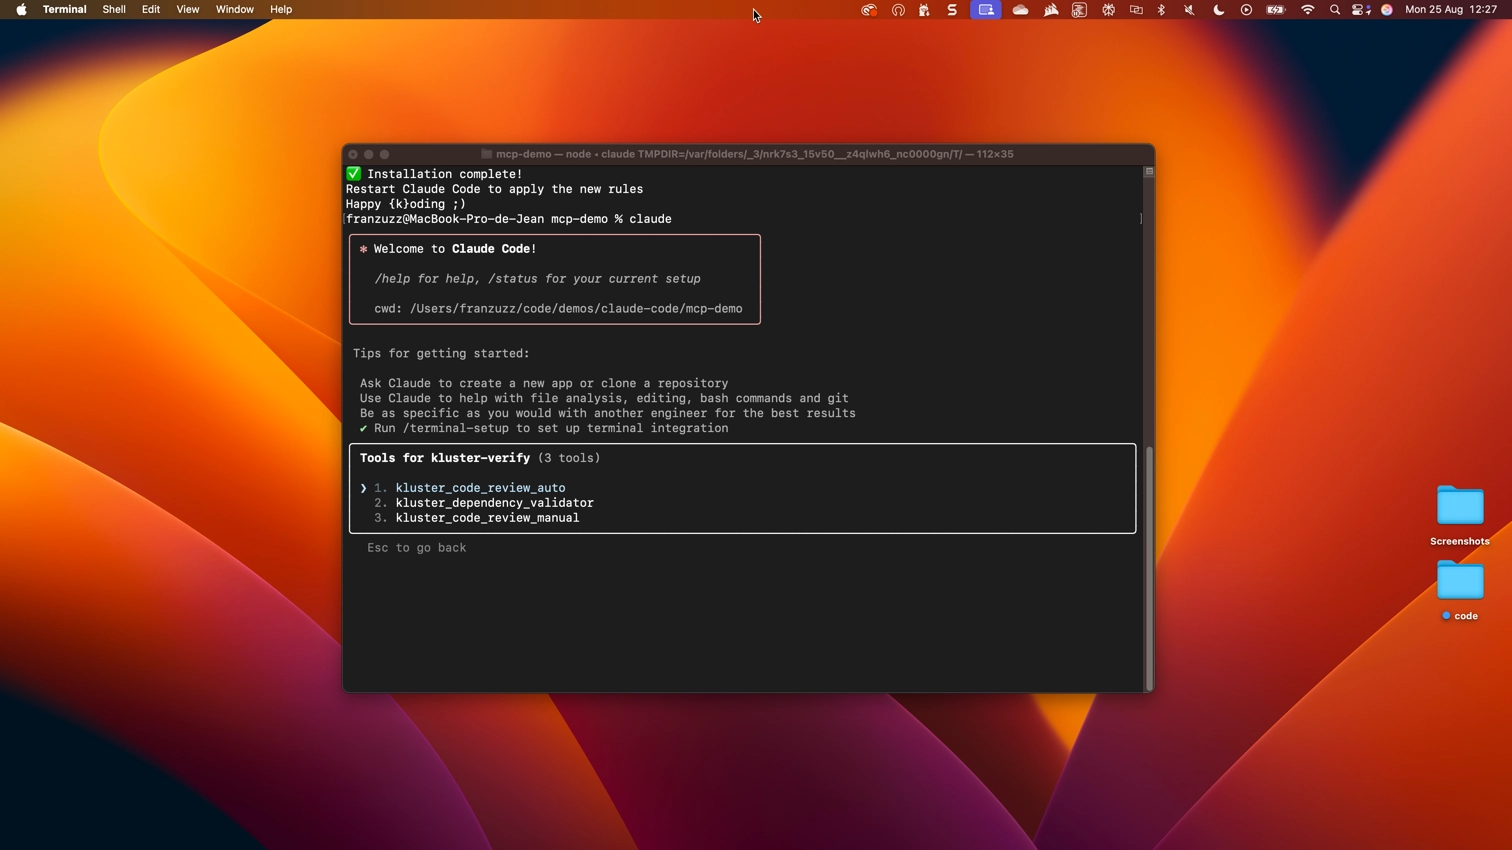 Terminal Shell Edit View Window Help Mon 25 Aug 12:27
mcp-demo — node ◂ claude TMPDIR=/var/folders/_3/nrk7s3_15v50__z4qlwh6_nc0000gn/T/ — 112×35
✅ Installation complete!
Restart Claude Code to apply the new rules
Happy {k}oding ;)
[franzuzz@MacBook-Pro-de-Jean mcp-demo % claude ]
✻ Welcome to Claude Code!
/help for help, /status for your current setup
cwd: /Users/franzuzz/code/demos/claude-code/mcp-demo
Tips for getting started:
Ask Claude to create a new app or clone a repository
Use Claude to help with file analysis, editing, bash commands and git
Be as specific as you would with another engineer for the best results
✔ Run /terminal-setup to set up terminal integration
Tools for kluster-verify (3 tools)
❯ 1. kluster_code_review_auto
2. kluster_dependency_validator
3. kluster_code_review_manual
Esc to go back
Screenshots
code